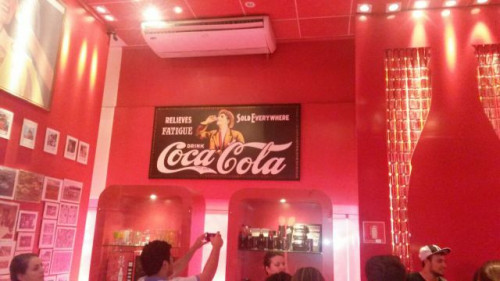 RELIEVES FATIGUE
SOLD EVERYWHERE
DRINK
Coca-Cola